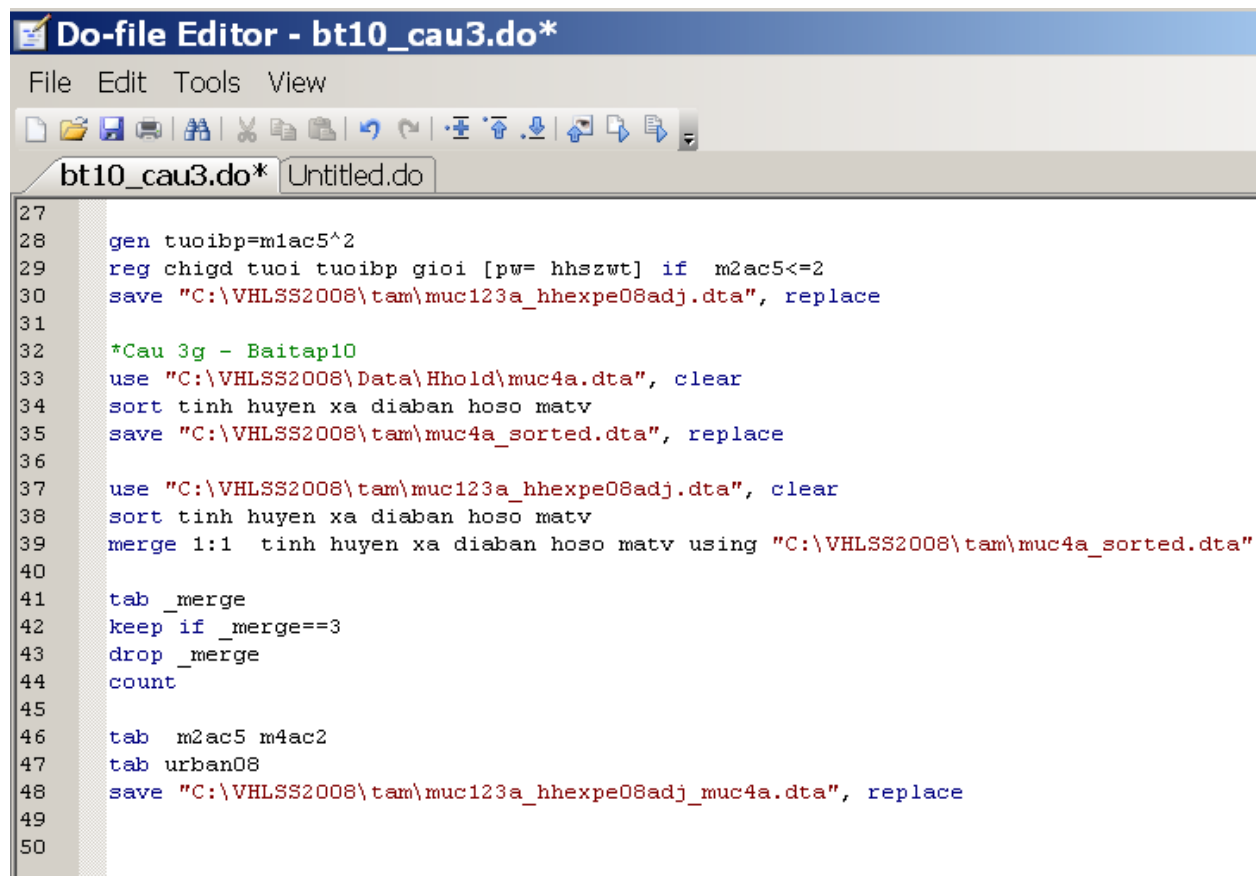 Do-file Editor - bt10_cau3.do*
File Edit Tools View
bt10_cau3.do* Untitled.do
27
28 gen tuoibp=m1ac5^2
29 reg chigd tuoi tuoibp gioi [pw= hhszwt] if  m2ac5<=2
30 save "C:\VHLSS2008\tam\muc123a_hhexpe08adj.dta", replace
31
32 *Cau 3g - Baitap10
33 use "C:\VHLSS2008\Data\Hhold\muc4a.dta", clear
34 sort tinh huyen xa diaban hoso matv
35 save "C:\VHLSS2008\tam\muc4a_sorted.dta", replace
36
37 use "C:\VHLSS2008\tam\muc123a_hhexpe08adj.dta", clear
38 sort tinh huyen xa diaban hoso matv
39 merge 1:1  tinh huyen xa diaban hoso matv using "C:\VHLSS2008\tam\muc4a_sorted.dta"
40
41 tab _merge
42 keep if _merge==3
43 drop _merge
44 count
45
46 tab  m2ac5 m4ac2
47 tab urban08
48 save "C:\VHLSS2008\tam\muc123a_hhexpe08adj_muc4a.dta", replace
49
50